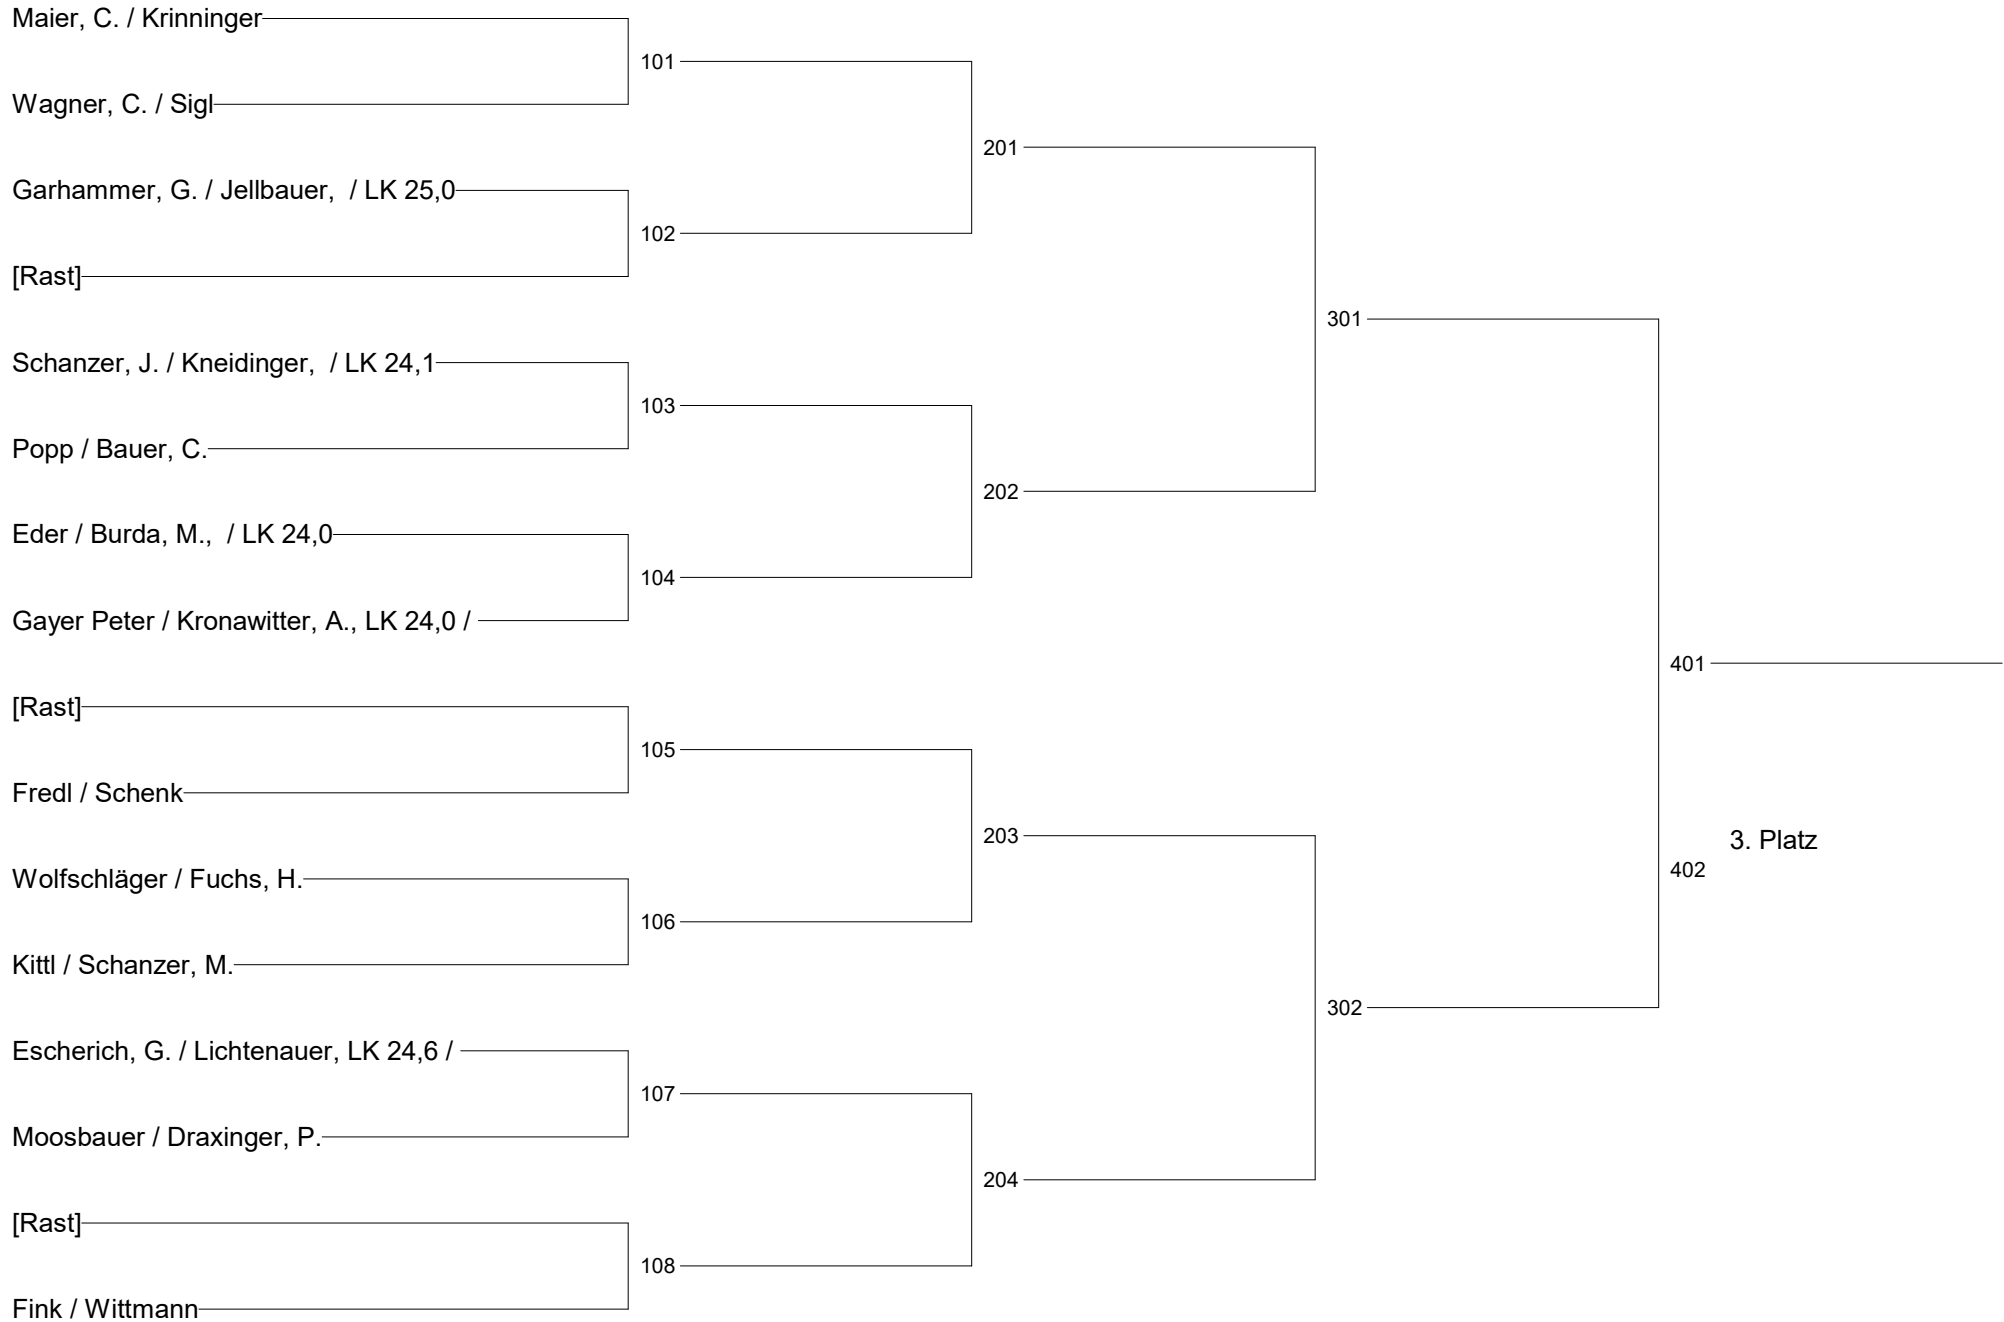 Maier, C. / Krinninger
101
Wagner, C. / Sigl
201
Garhammer, G. / Jellbauer,  / LK 25,0
102
[Rast]
301
Schanzer, J. / Kneidinger,  / LK 24,1
103
Popp / Bauer, C.
202
Eder / Burda, M.,  / LK 24,0
104
Gayer Peter / Kronawitter, A., LK 24,0 /
401
[Rast]
105
Fredl / Schenk
203
3. Platz
402
Wolfschläger / Fuchs, H.
106
Kittl / Schanzer, M.
302
Escherich, G. / Lichtenauer, LK 24,6 /
107
Moosbauer / Draxinger, P.
204
[Rast]
108
Fink / Wittmann